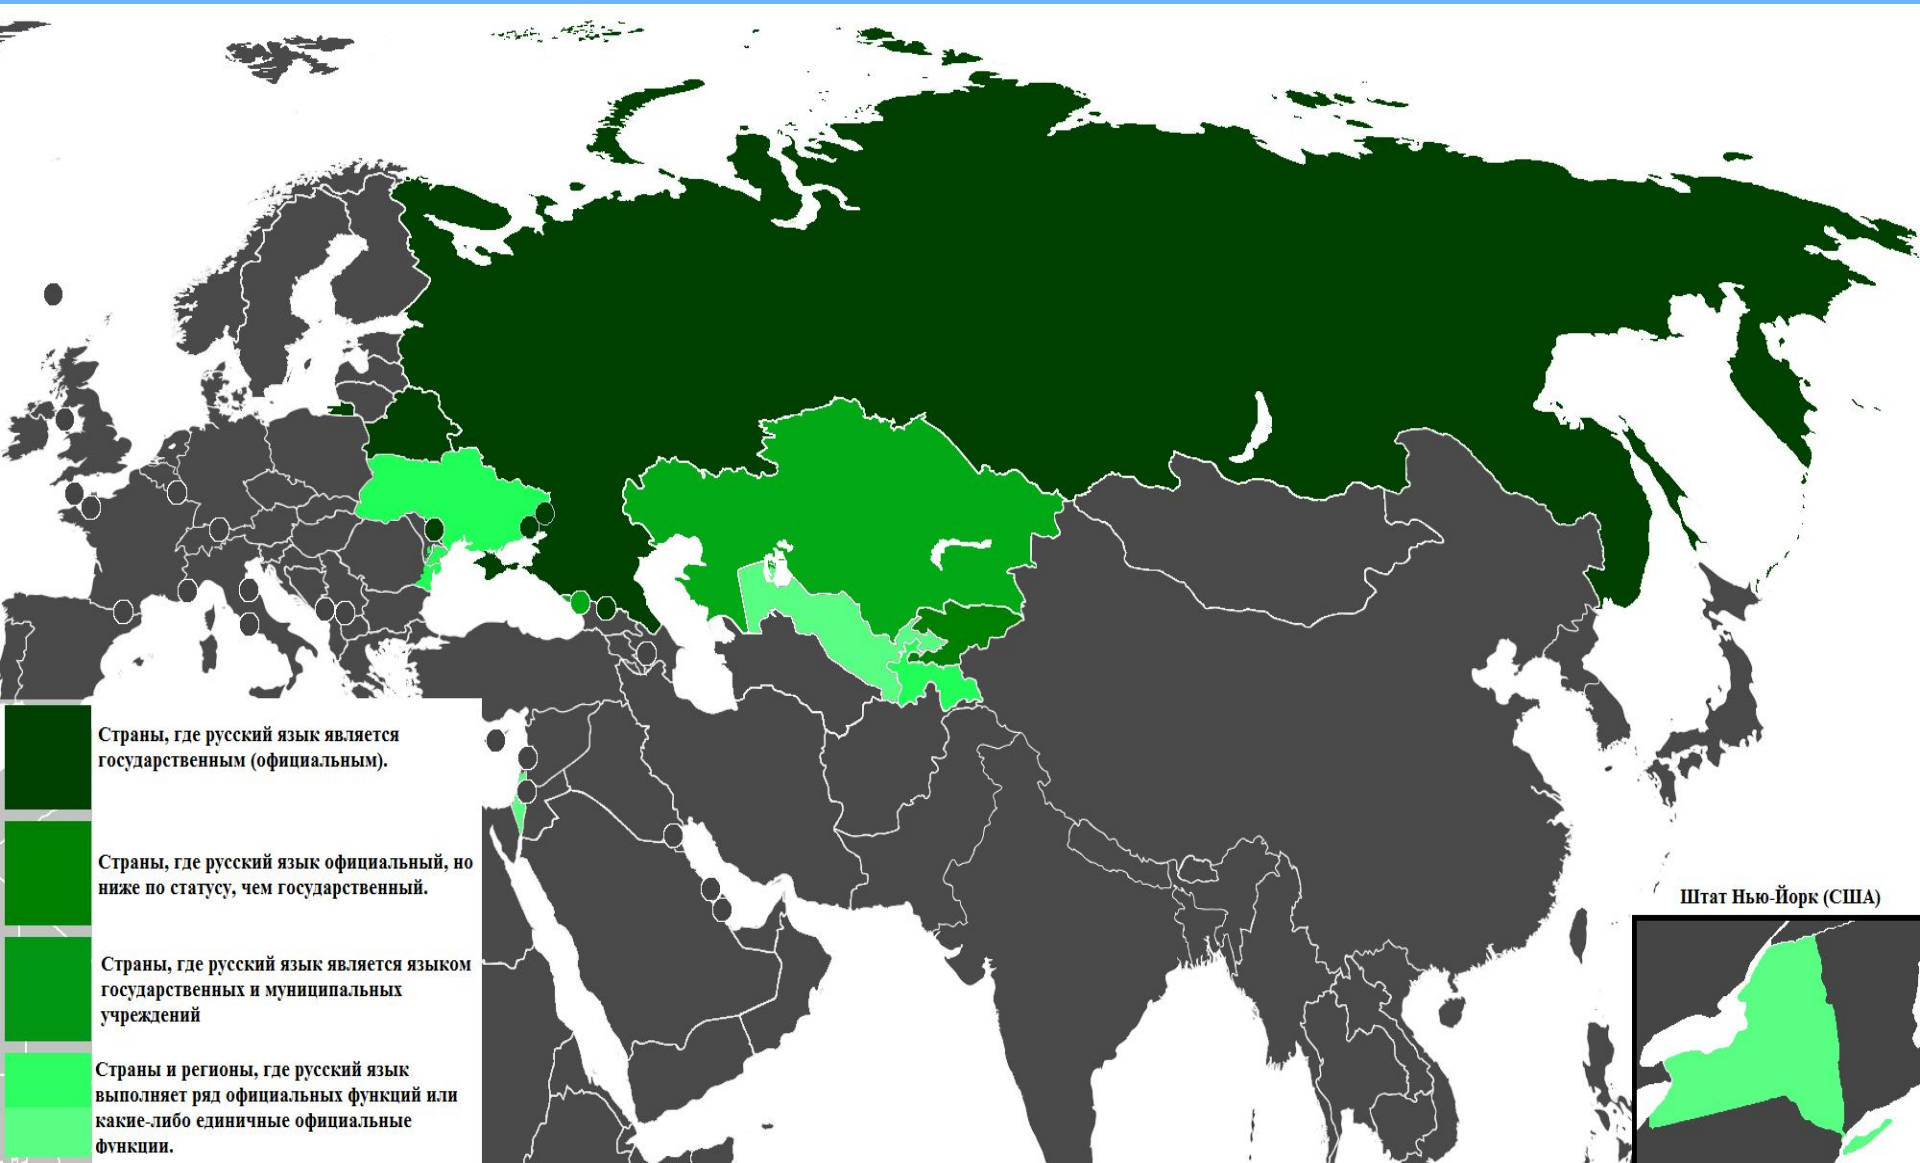 Страны, где русский язык является
государственным (официальным).
Страны, где русский язык официальный, но
ниже по статусу, чем государственный.
Страны, где русский язык является языком
государственных и муниципальных
учреждений
Страны и регионы, где русский язык
выполняет ряд официальных функций или
какие-либо единичные официальные
функции.
Штат Нью-Йорк (США)